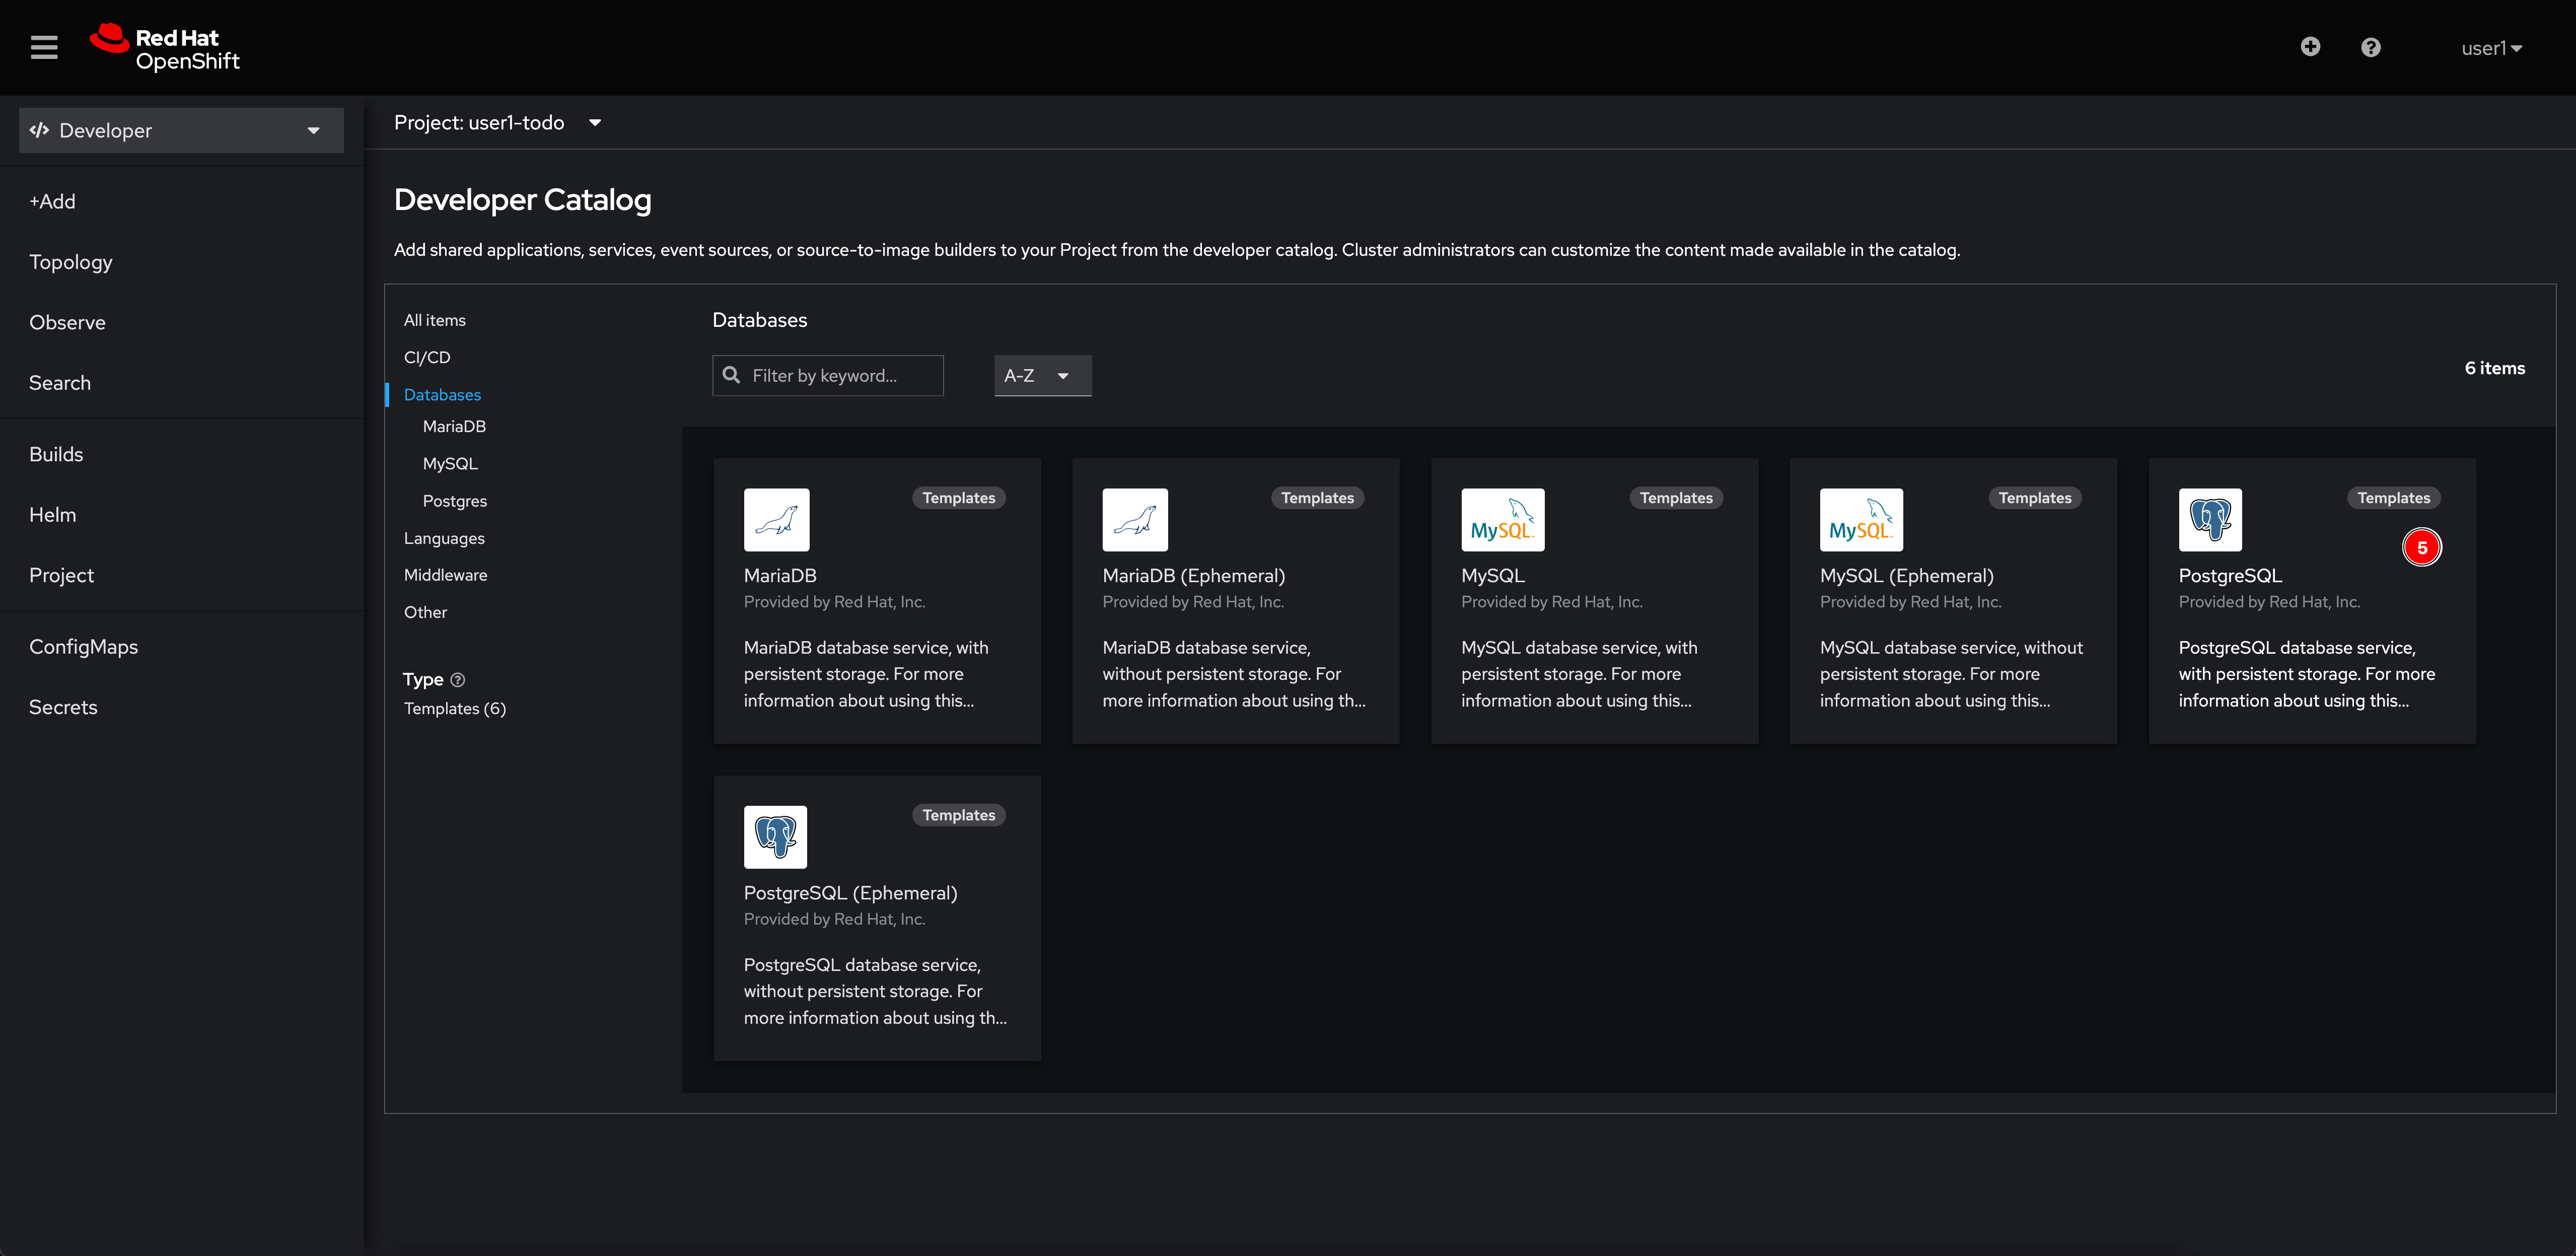 Red Hat
OpenShift
user1
Developer
+Add
Topology
Observe
Search
Builds
Helm
Project
ConfigMaps
Secrets
Project: user1-todo
Developer Catalog
Add shared applications, services, event sources, or source-to-image builders to your Project from the developer catalog. Cluster administrators can customize the content made available in the catalog.
All items
CI/CD
Databases
MariaDB
MySQL
Postgres
Languages
Middleware
Other
Type
Templates (6)
Databases
Filter by keyword...
A-Z
6 items
Templates
MariaDB
Provided by Red Hat, Inc.
MariaDB database service, with
persistent storage. For more
information about using this...
Templates
MariaDB (Ephemeral)
Provided by Red Hat, Inc.
MariaDB database service,
without persistent storage. For
more information about using th...
MySQL
Templates
MySQL
Provided by Red Hat, Inc.
MySQL database service, with
persistent storage. For more
information about using this...
MySQL
Templates
MySQL (Ephemeral)
Provided by Red Hat, Inc.
MySQL database service, without
persistent storage. For more
information about using this...
Templates
5
PostgreSQL
Provided by Red Hat, Inc.
PostgreSQL database service,
with persistent storage. For more
information about using this...
Templates
PostgreSQL (Ephemeral)
Provided by Red Hat, Inc.
PostgreSQL database service,
without persistent storage. For
more information about using th...